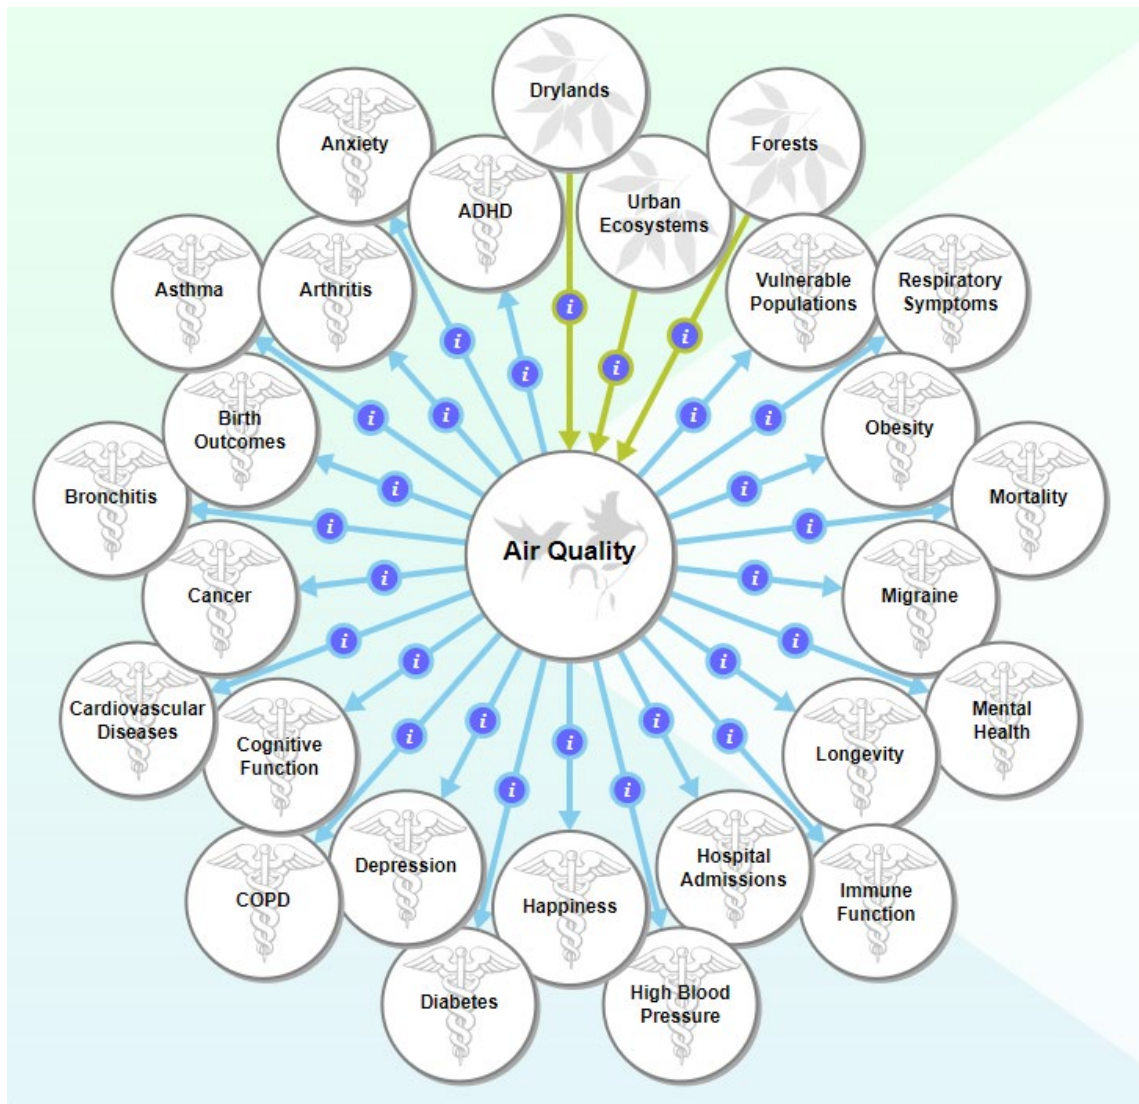 Drylands
Anxiety
Forests
ADHD
Urban
Ecosystems
Asthma
Arthritis
Vulnerable
Populations
Respiratory
Symptoms
i
i
i
i
i
i
i
i
i
Birth
Outcomes
Obesity
Bronchitis
Mortality
i
i
i
i
Air Quality
Cancer
Migraine
i
i
i
i
i
i
Cardiovascular
Diseases
Mental
Health
Cognitive
Function
Longevity
i
i
i
i
i
i
i
Depression
Hospital
Admissions
COPD
Happiness
Immune
Function
Diabetes
High Blood
Pressure